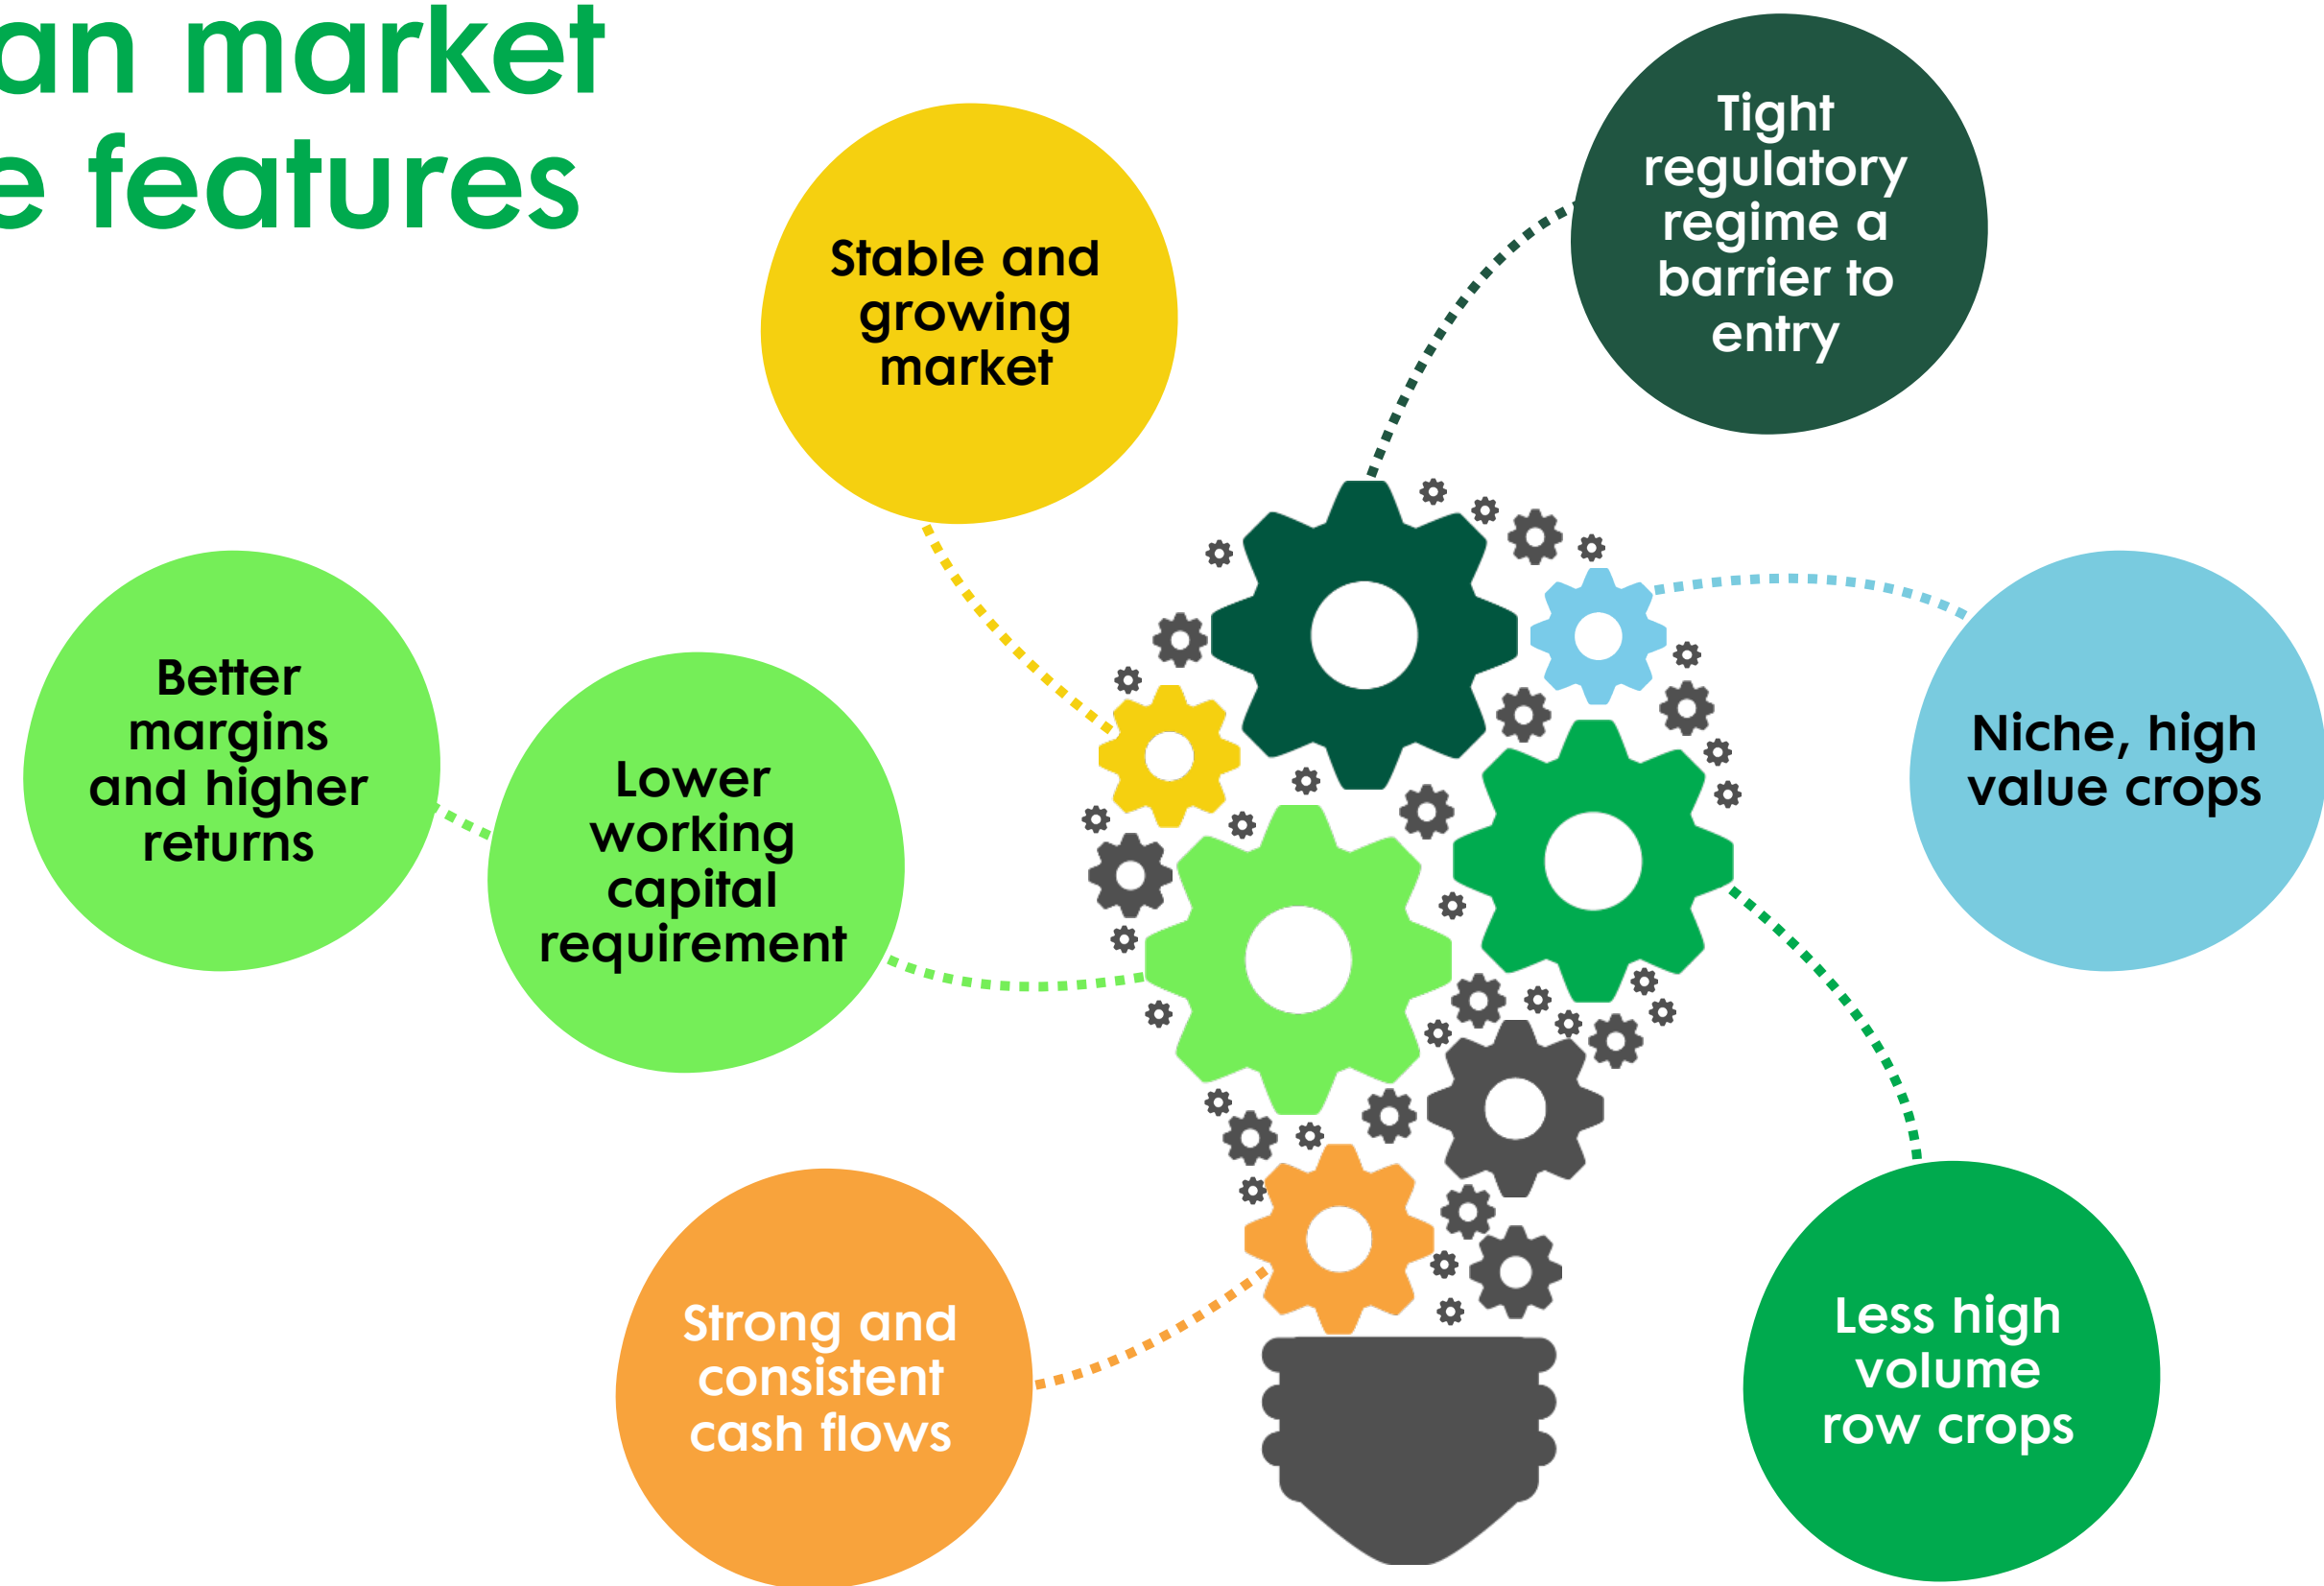 an market
e features
Stable and
growing
market
Tight
regulatory
regime a
barrier to
entry
Better
margins
and higher
returns
Lower
working
capital
requirement
Niche, high
value crops
Strong and
consistent
cash flows
Less high
volume
row crops